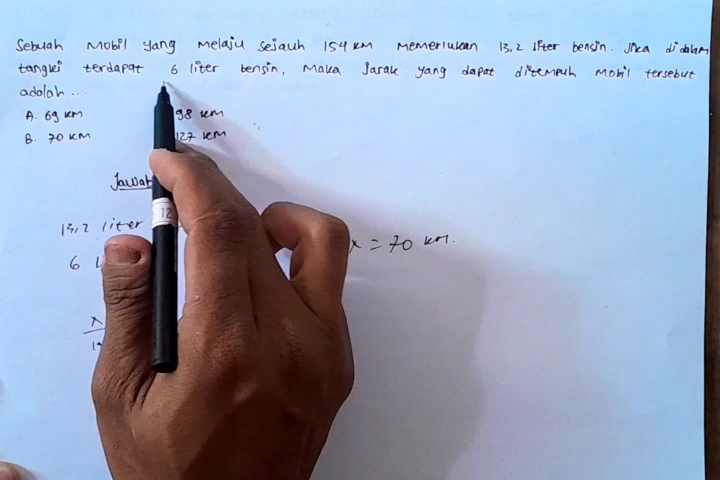 Sebuah mobil yang melaju sejauh 154 km memerlukan 13,2 liter bensin. Jika di dalam
tangki terdapat 6 liter bensin, maka jarak yang dapat ditempuh mobil tersebut
adalah ...
A. 69 km 98 km
B. 70 km 127 km
Jawab
13,2 liter
6
x = 70 km.
x